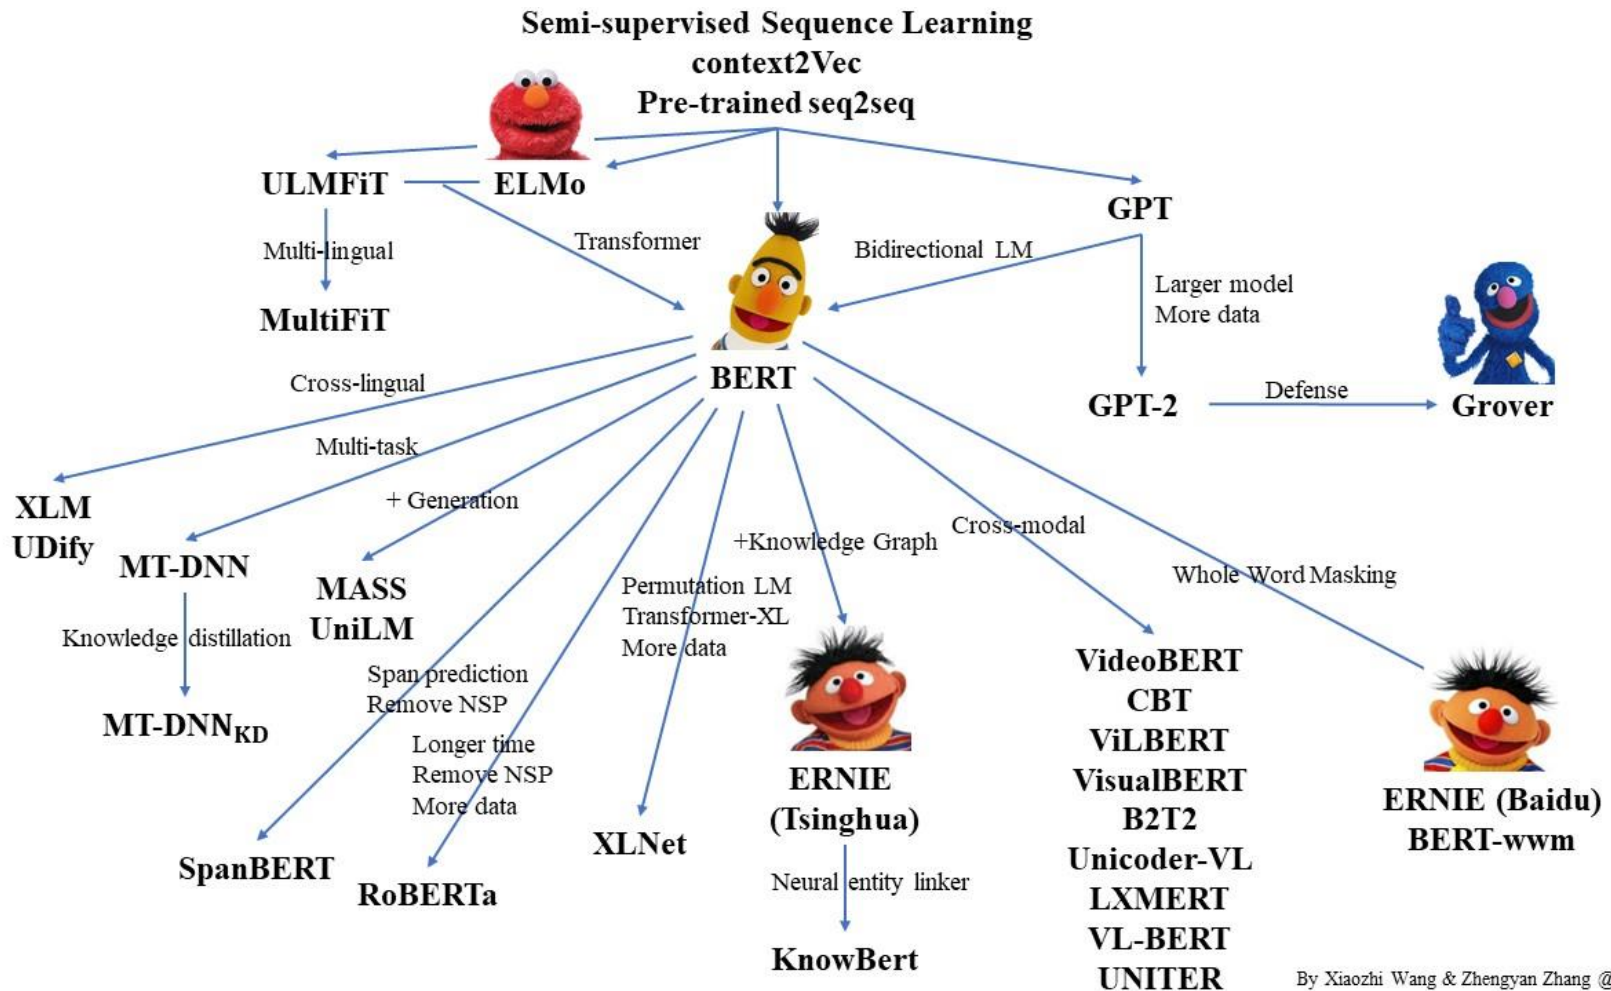 Semi-supervised Sequence Learning
context2Vec
Pre-trained seq2seq
ULMFiT
ELMo
GPT
Multi-lingual
Transformer
Bidirectional LM
Larger model
More data
MultiFiT
BERT
Cross-lingual
GPT-2
Defense
Grover
Multi-task
+ Generation
XLM
UDify
MT-DNN
MASS
UniLM
Knowledge distillation
MT-DNN_KD
Span prediction
Remove NSP
Longer time
Remove NSP
More data
Permutation LM
Transformer-XL
More data
+Knowledge Graph
Cross-modal
Whole Word Masking
SpanBERT
RoBERTa
XLNet
ERNIE
(Tsinghua)
Neural entity linker
KnowBert
VideoBERT
CBT
ViLBERT
VisualBERT
B2T2
Unicoder-VL
LXMERT
VL-BERT
UNITER
ERNIE (Baidu)
BERT-wwm
By Xiaozhi Wang & Zhengyan Zhang @